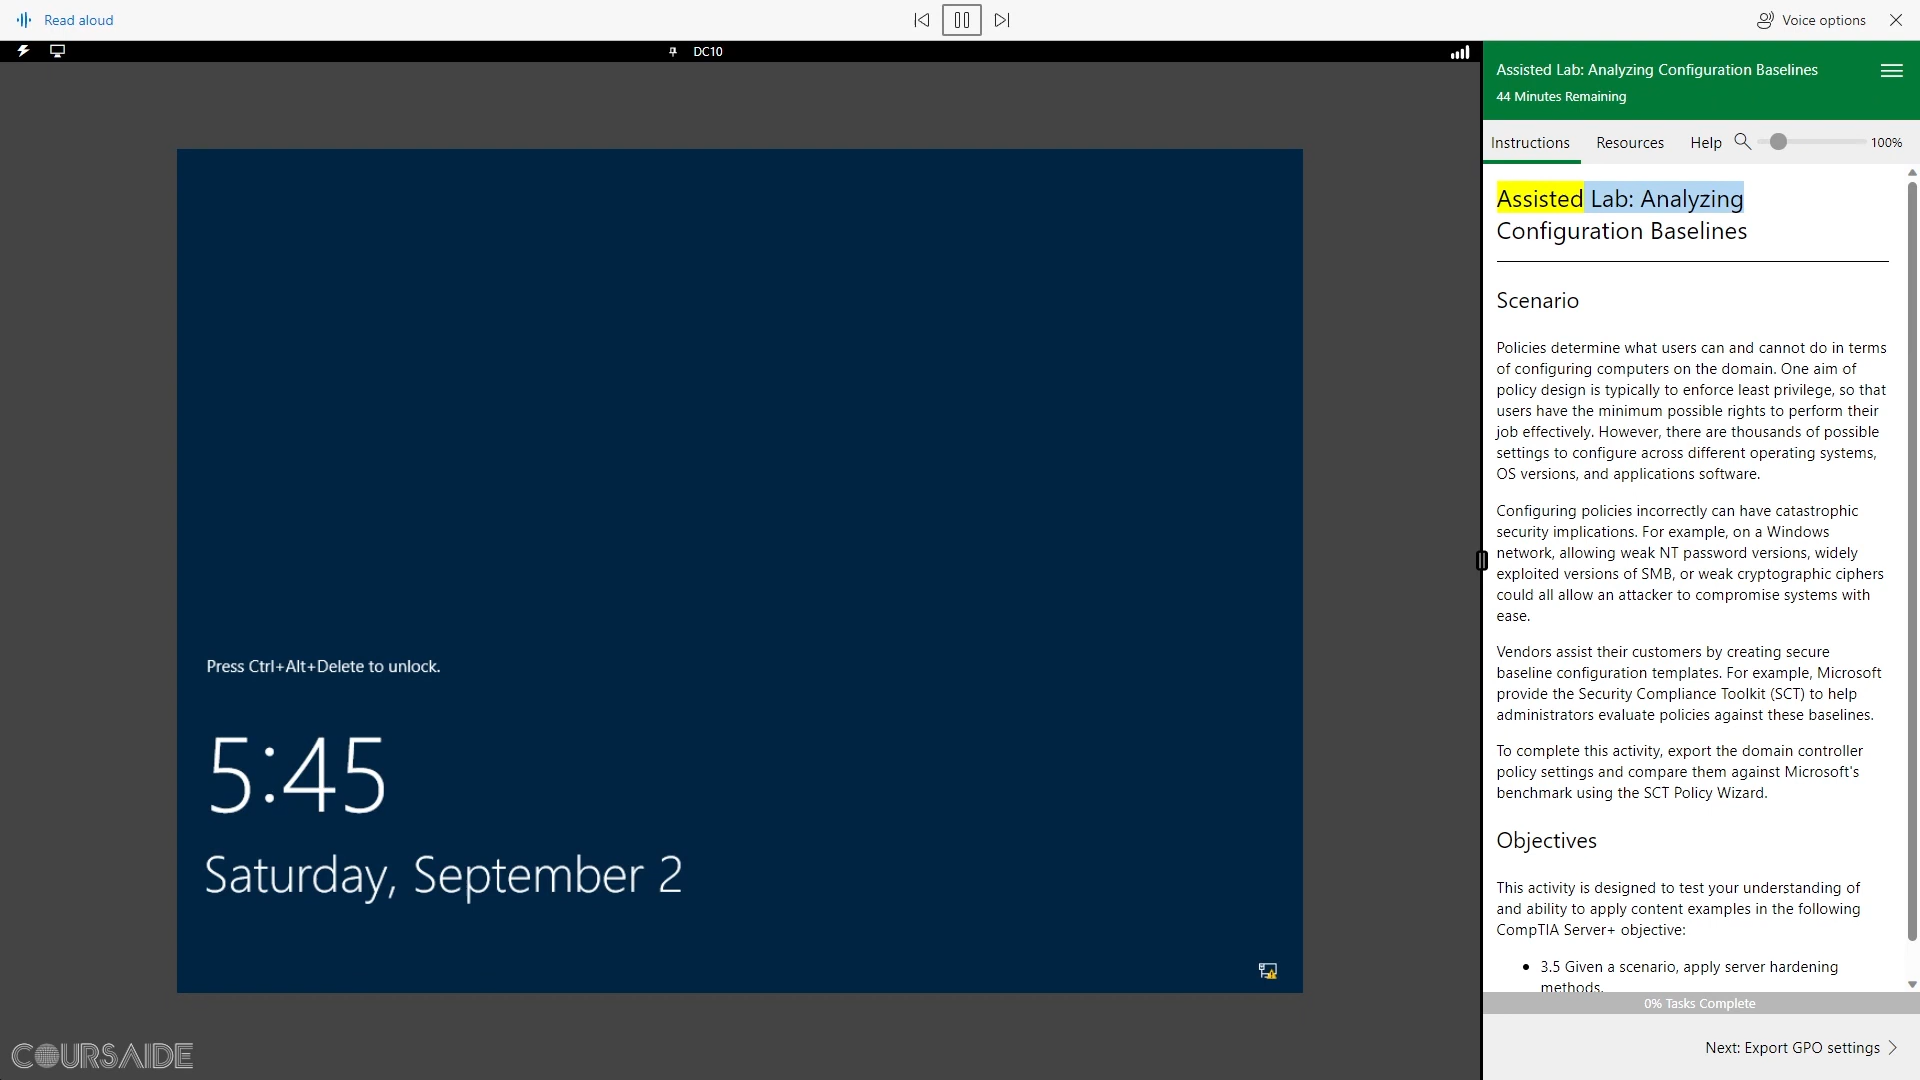 Read aloud
Voice options
DC10
Assisted Lab: Analyzing Configuration Baselines
44 Minutes Remaining
Instructions Resources Help 100%
Assisted Lab: Analyzing
Configuration Baselines
Scenario
Policies determine what users can and cannot do in terms
of configuring computers on the domain. One aim of
policy design is typically to enforce least privilege, so that
users have the minimum possible rights to perform their
job effectively. However, there are thousands of possible
settings to configure across different operating systems,
OS versions, and applications software.
Configuring policies incorrectly can have catastrophic
security implications. For example, on a Windows
network, allowing weak NT password versions, widely
exploited versions of SMB, or weak cryptographic ciphers
could all allow an attacker to compromise systems with
ease.
Vendors assist their customers by creating secure
baseline configuration templates. For example, Microsoft
provide the Security Compliance Toolkit (SCT) to help
administrators evaluate policies against these baselines.
To complete this activity, export the domain controller
policy settings and compare them against Microsoft's
benchmark using the SCT Policy Wizard.
Objectives
This activity is designed to test your understanding of
and ability to apply content examples in the following
CompTIA Server+ objective:
• 3.5 Given a scenario, apply server hardening
methods.
0% Tasks Complete
Next: Export GPO settings
Press Ctrl+Alt+Delete to unlock.
5:45
Saturday, September 2
COURSAIDE